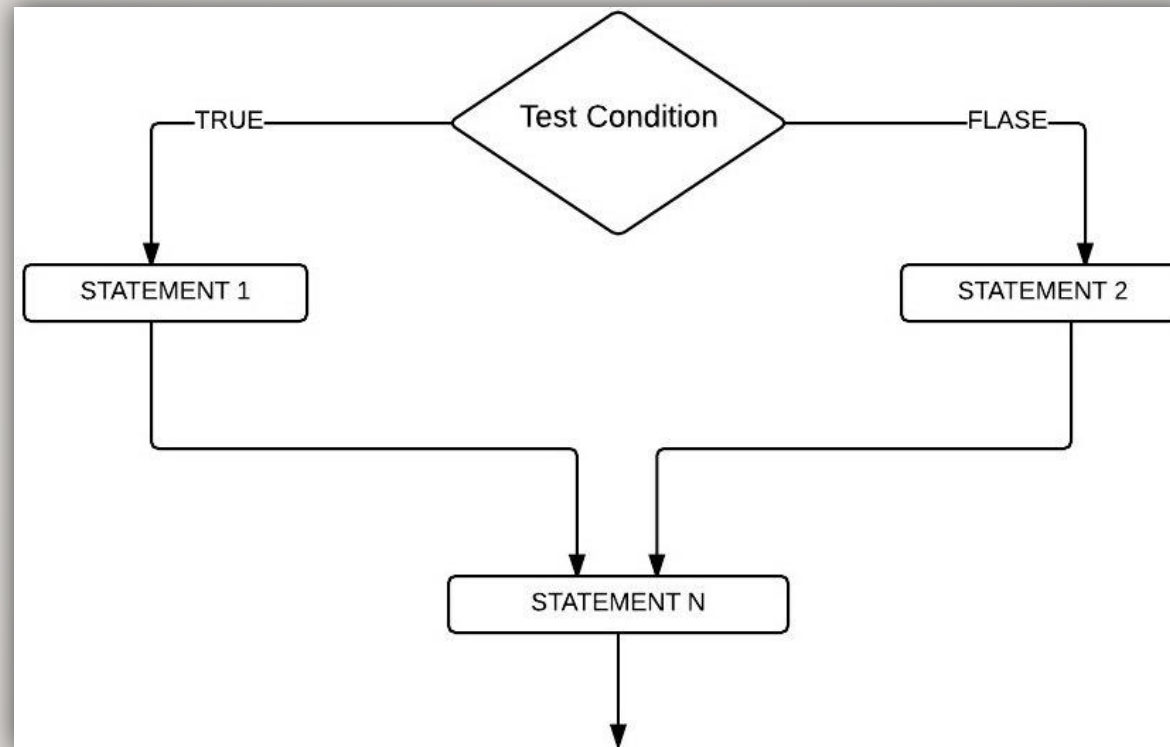 Test Condition
TRUE
FLASE
STATEMENT 1
STATEMENT 2
STATEMENT N